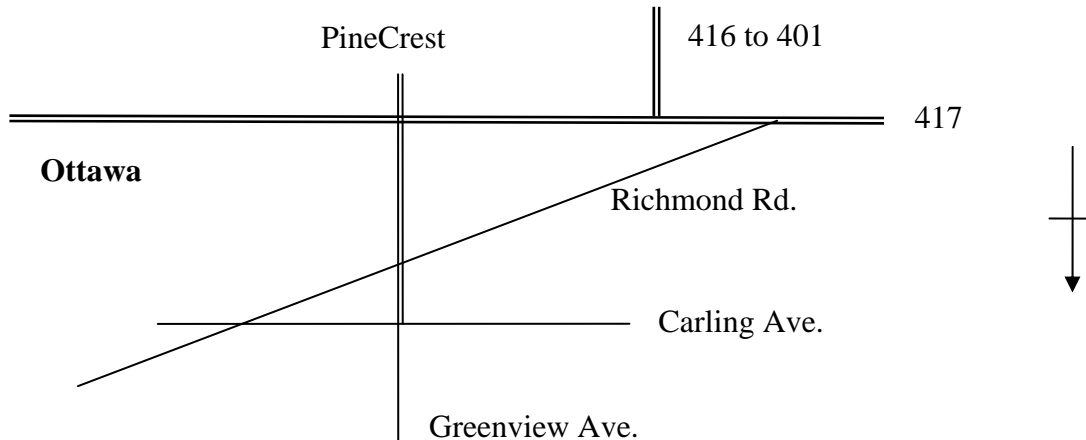 PineCrest
416 to 401
417
Ottawa
Richmond Rd.
Carling Ave.
Greenview Ave.